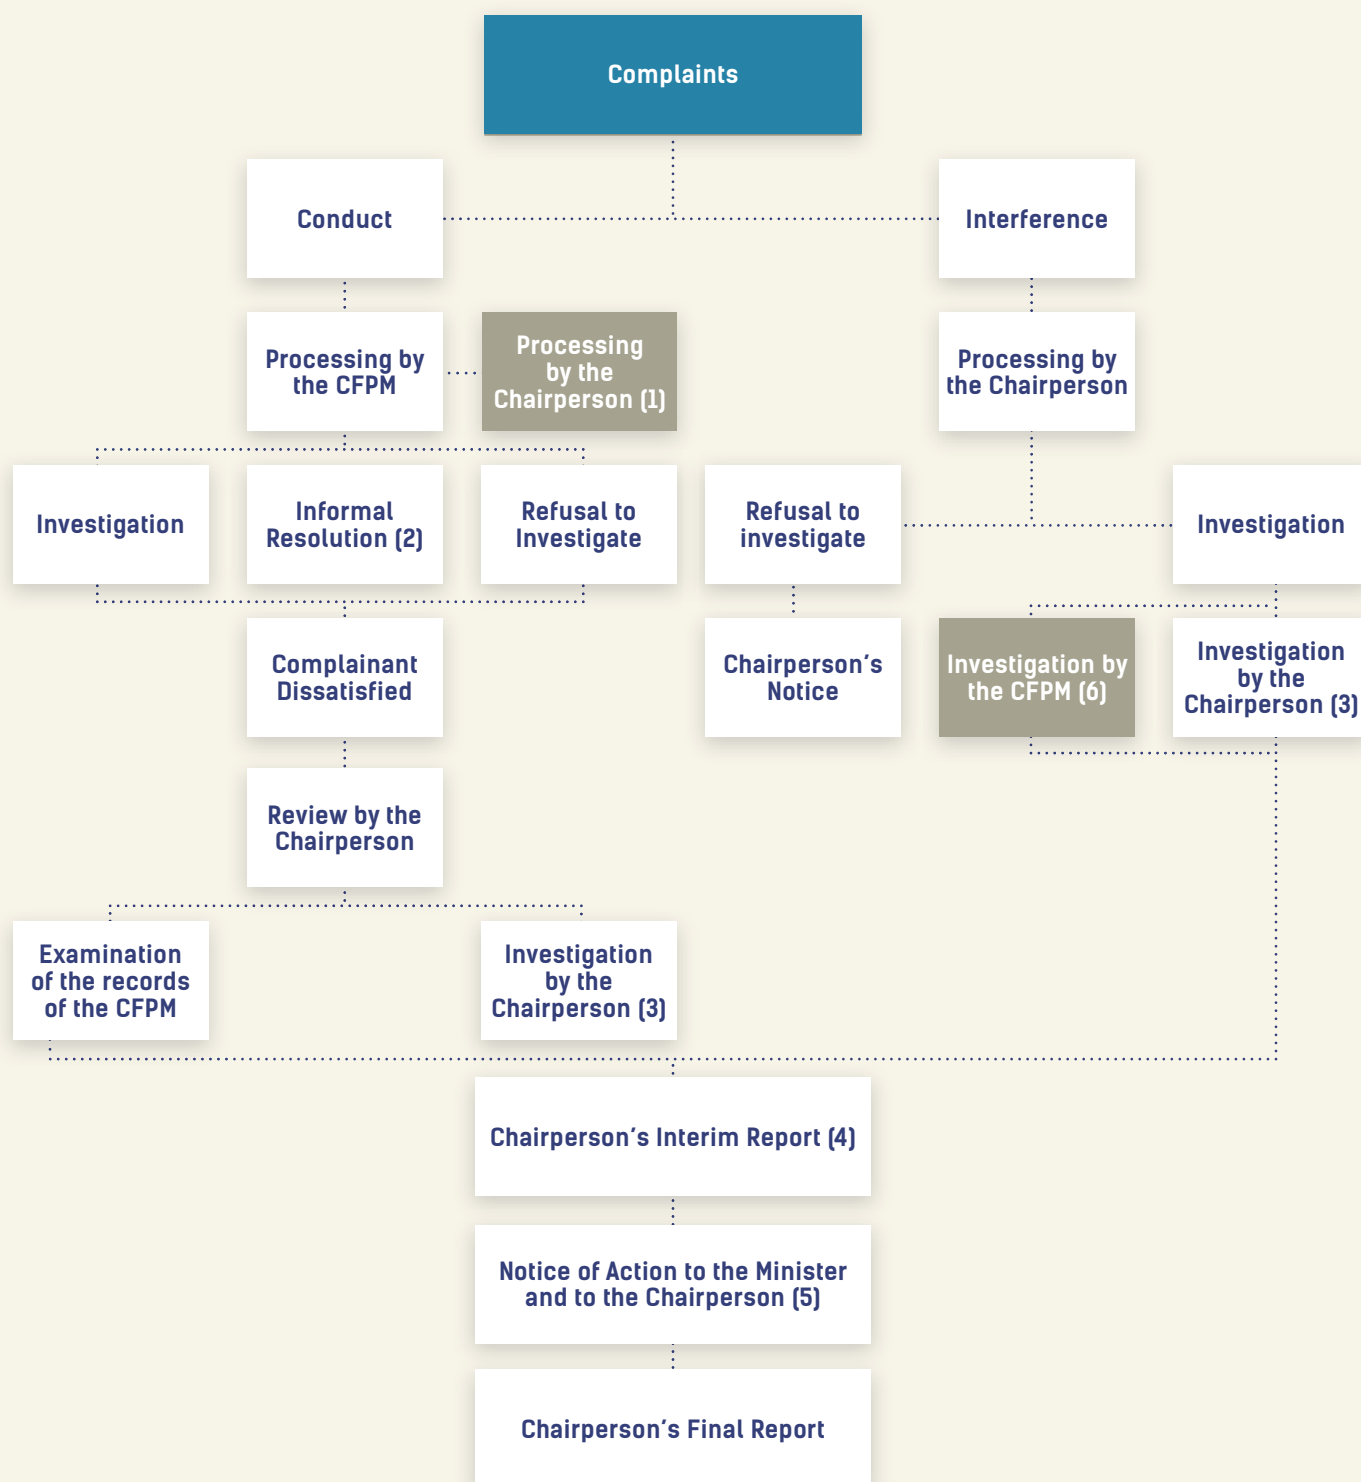 Complaints
Conduct
Interference
Processing by
the CFPM
Processing
by the
Chairperson (1)
Processing by
the Chairperson
Investigation
Informal
Resolution (2)
Refusal to
Investigate
Refusal to
investigate
Investigation
Complainant
Dissatisfied
Chairperson's
Notice
Investigation by
the CFPM (6)
Investigation
by the
Chairperson (3)
Review by the
Chairperson
Examination
of the records
of the CFPM
Investigation
by the
Chairperson (3)
Chairperson's Interim Report (4)
Notice of Action to the Minister
and to the Chairperson (5)
Chairperson's Final Report